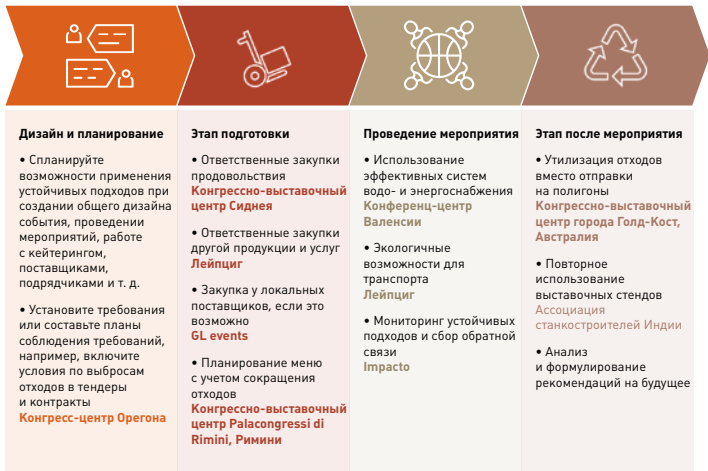 Дизайн и планирование
• Спланируйте
возможности применения
устойчивых подходов при
создании общего дизайна
события, проведении
мероприятий, работе
с кейтерингом,
поставщиками,
подрядчиками и т. д.
• Установите требования
или составьте планы
соблюдения требований,
например, включите
условия по выбросам
отходов в тендеры
и контракты
Конгресс-центр Орегона
Этап подготовки
• Ответственные закупки
продовольствия
Конгрессно-выставочный
центр Сиднея
• Ответственные закупки
другой продукции и услуг
Лейпциг
• Закупка у локальных
поставщиков, если это
возможно
GL events
• Планирование меню
с учетом сокращения
отходов
Конгрессно-выставочный
центр Palacongressi di
Rimini, Римини
Проведение мероприятия
• Использование
эффективных систем
водо- и энергоснабжения
Конференц-центр
Валенсии
• Экологичные
возможности для
транспорта
Лейпциг
• Мониторинг устойчивых
подходов и сбор обратной
связи
Impacto
Этап после мероприятия
• Утилизация отходов
вместо отправки
на полигоны
Конгрессно-выставочный
центр города Голд-Кост,
Австралия
• Повторное
использование
выставочных стендов
Ассоциация
станкостроителей Индии
• Анализ
и формулирование
рекомендаций на будущее